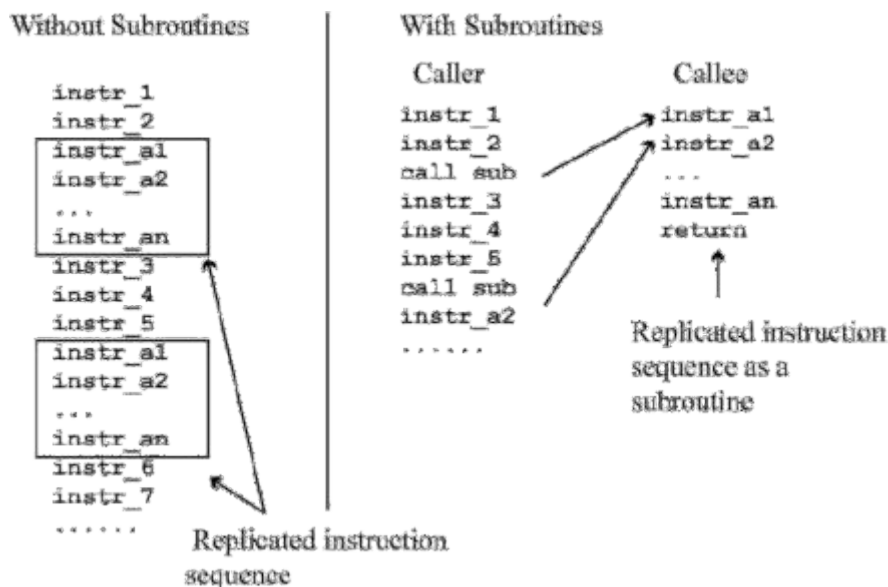 Without Subroutines
instr_1
instr_2
instr_a1
instr_a2
...
instr_an
instr_3
instr_4
instr_5
instr_a1
instr_a2
...
instr_an
instr_6
instr_7
......
Replicated instruction
sequence
With Subroutines
Caller
instr_1
instr_2
call sub
instr_3
instr_4
instr_5
call sub
instr_a2
......
Callee
instr_a1
instr_a2
...
instr_an
return
Replicated instruction
sequence as a
subroutine